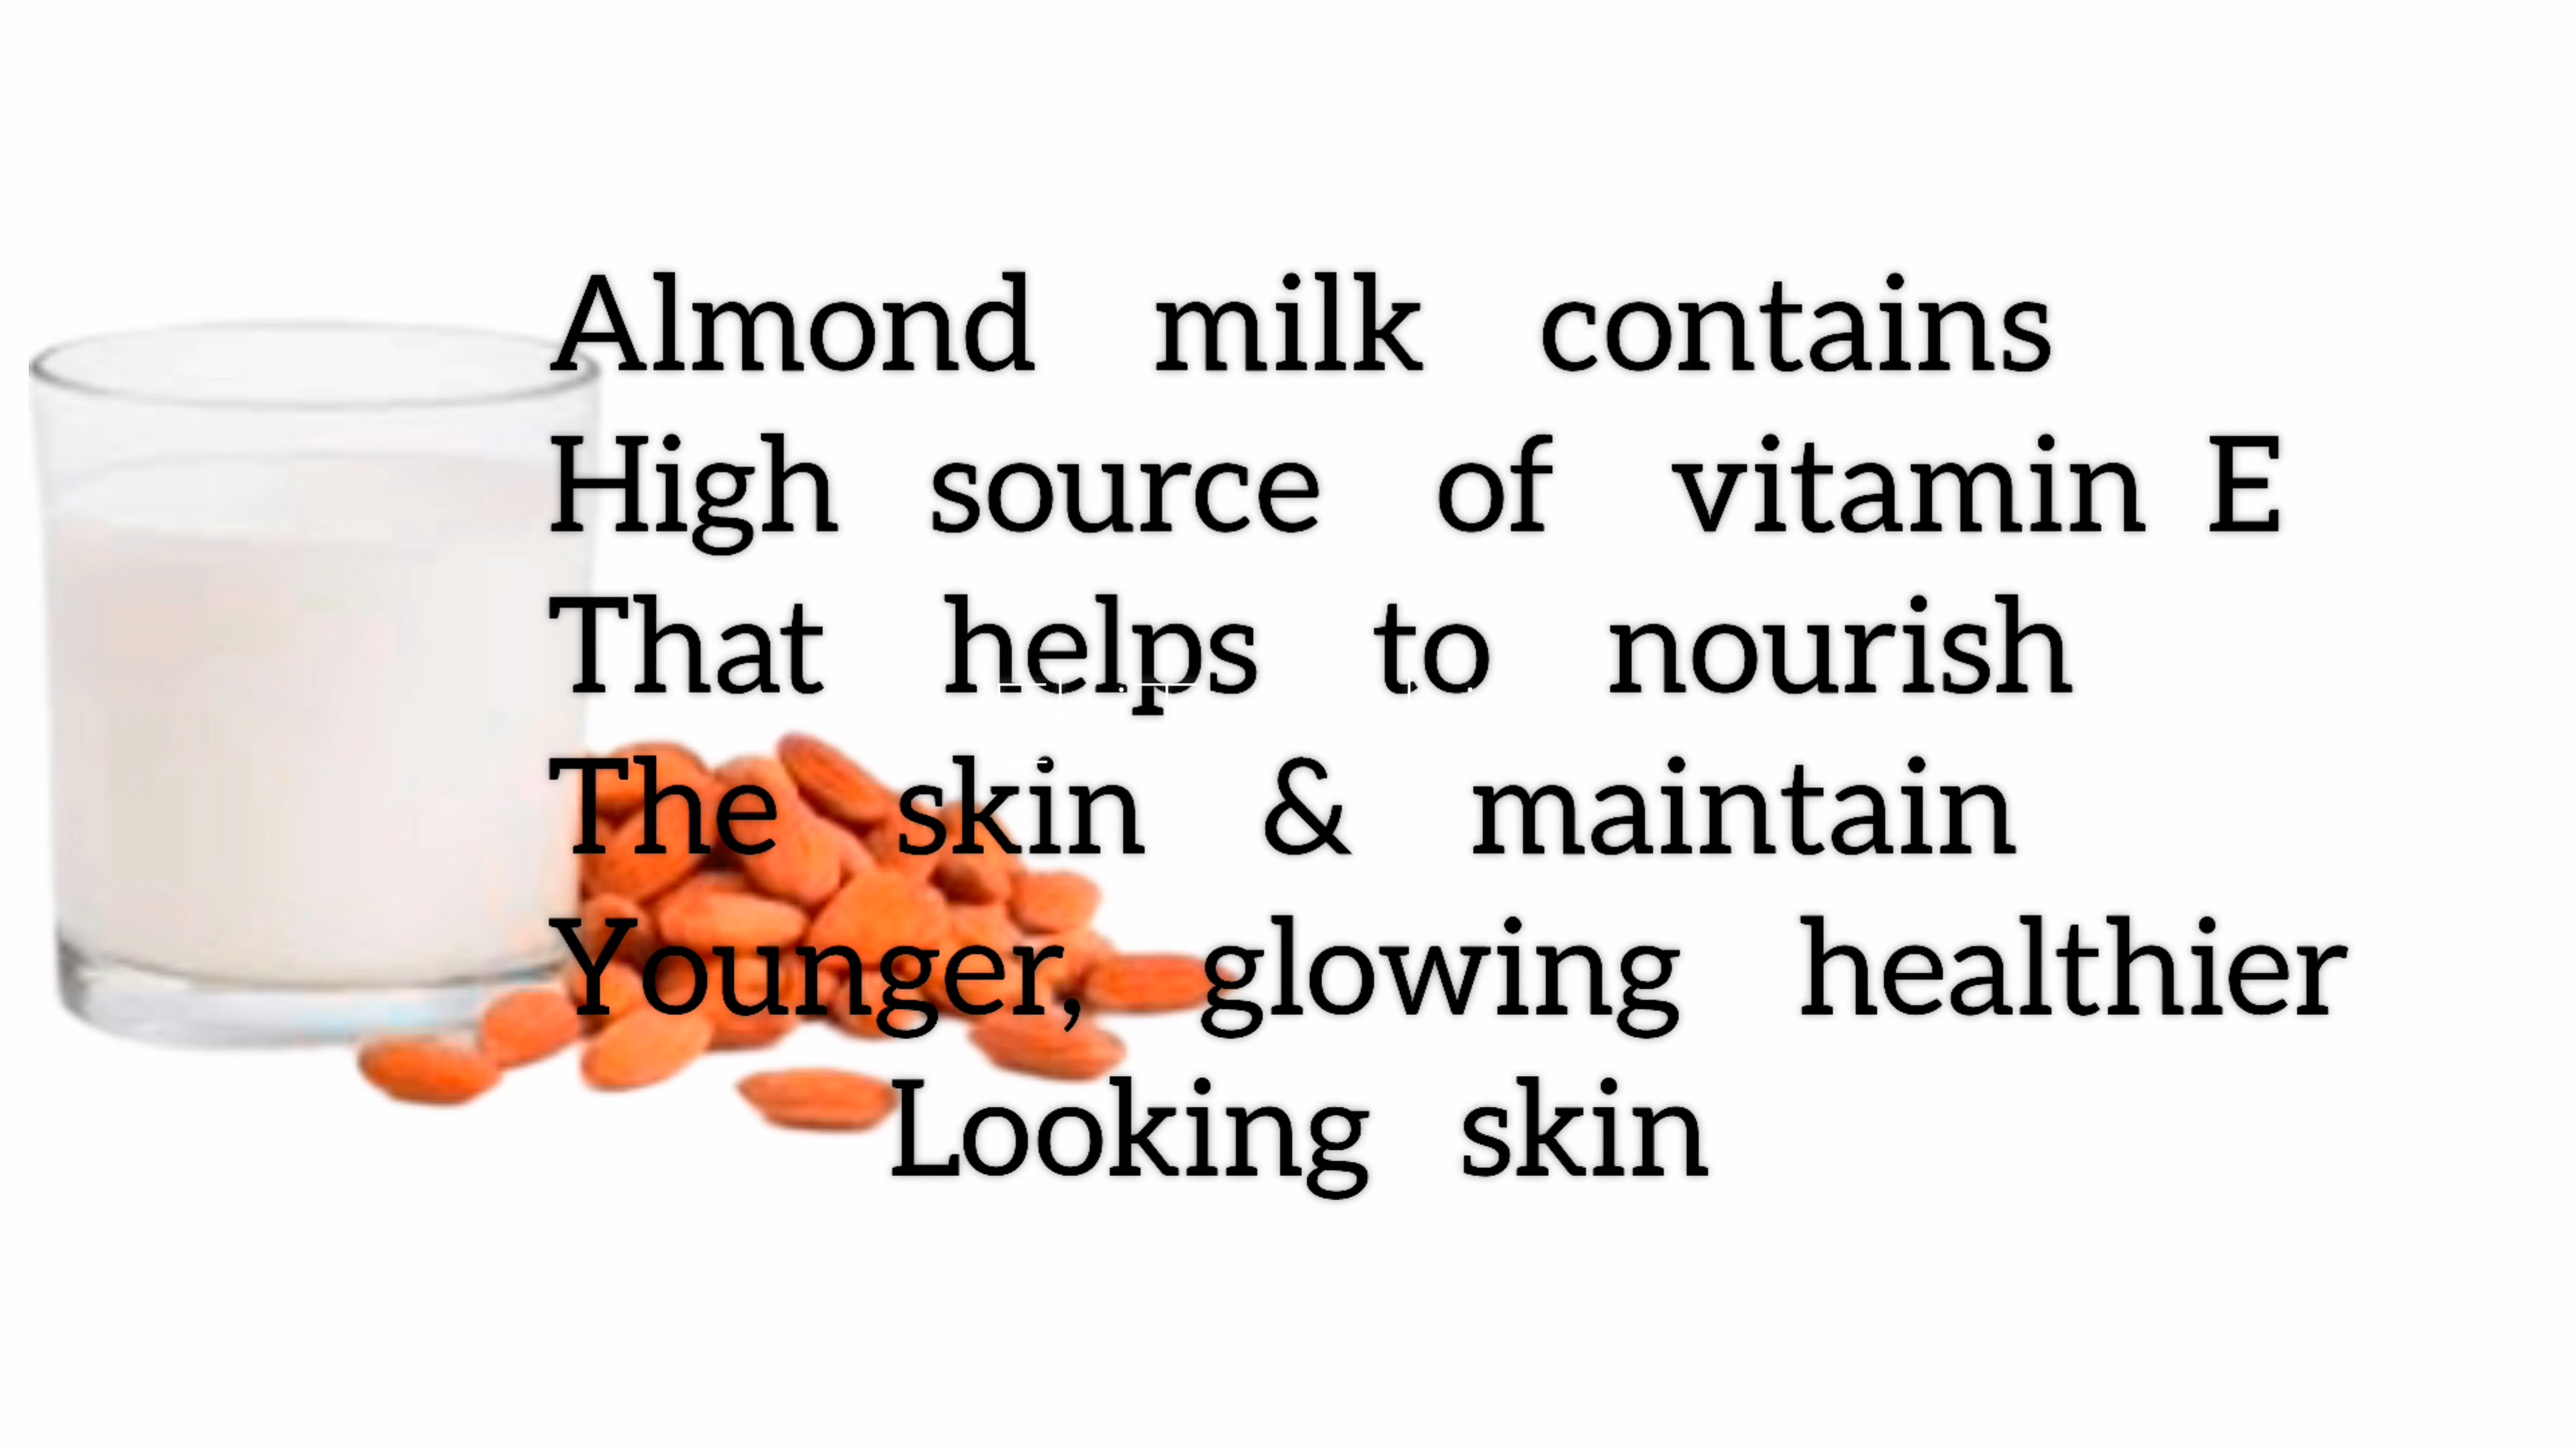 Almond milk contains
High source of vitamin E
That helps to nourish
The skin & maintain
Younger, glowing healthier
Looking skin